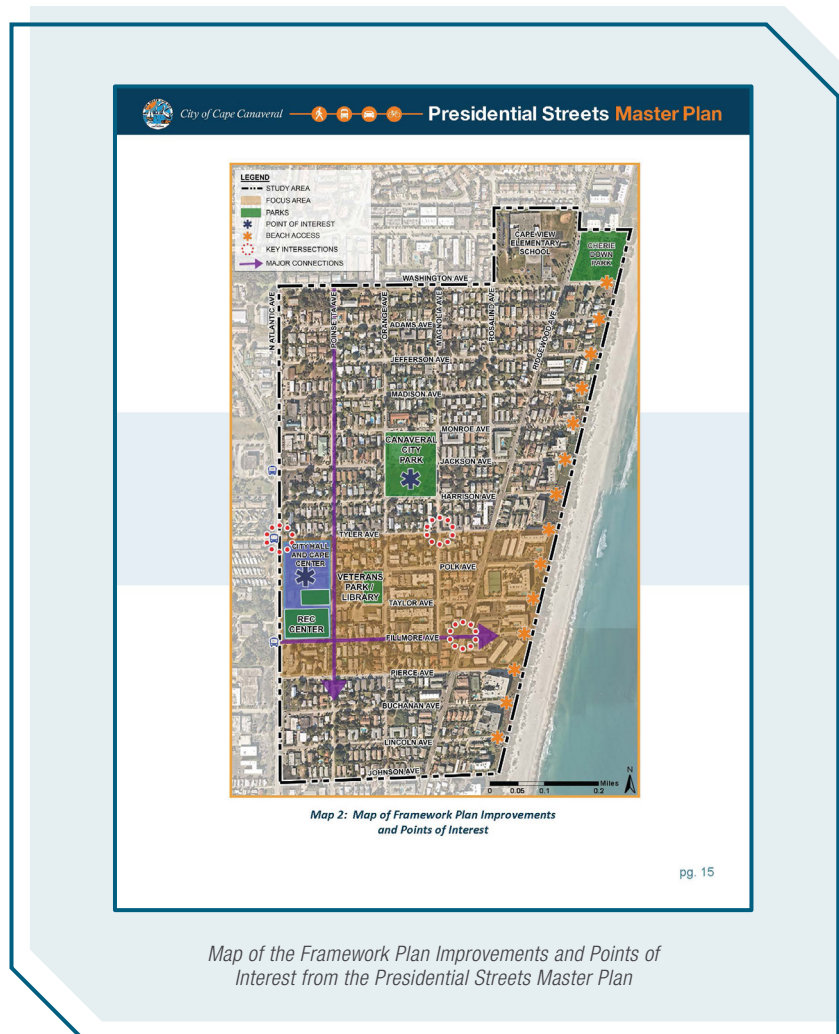 City of Cape Canaveral
Presidential Streets Master Plan
LEGEND
STUDY AREA
FOCUS AREA
PARKS
POINT OF INTEREST
BEACH ACCESS
KEY INTERSECTIONS
MAJOR CONNECTIONS
CAPE VIEW
ELEMENTARY
SCHOOL
CHERIE
DOWN
PARK
WASHINGTON AVE
N ATLANTIC AVE
POINSETTIA AVE
ORANGE AVE
MAGNOLIA AVE
ROSALIND AVE
RIDGEWOOD AVE
ADAMS AVE
JEFFERSON AVE
MADISON AVE
MONROE AVE
CANAVERAL
CITY
PARK
JACKSON AVE
HARRISON AVE
TYLER AVE
CITY HALL
AND CAPE
CENTER
POLK AVE
VETERANS
PARK /
LIBRARY
TAYLOR AVE
REC
CENTER
FILLMORE AVE
PIERCE AVE
BUCHANAN AVE
LINCOLN AVE
JOHNSON AVE
Miles
0 0.05 0.1 0.2
N
Map 2: Map of Framework Plan Improvements
and Points of Interest
pg. 15
Map of the Framework Plan Improvements and Points of
Interest from the Presidential Streets Master Plan